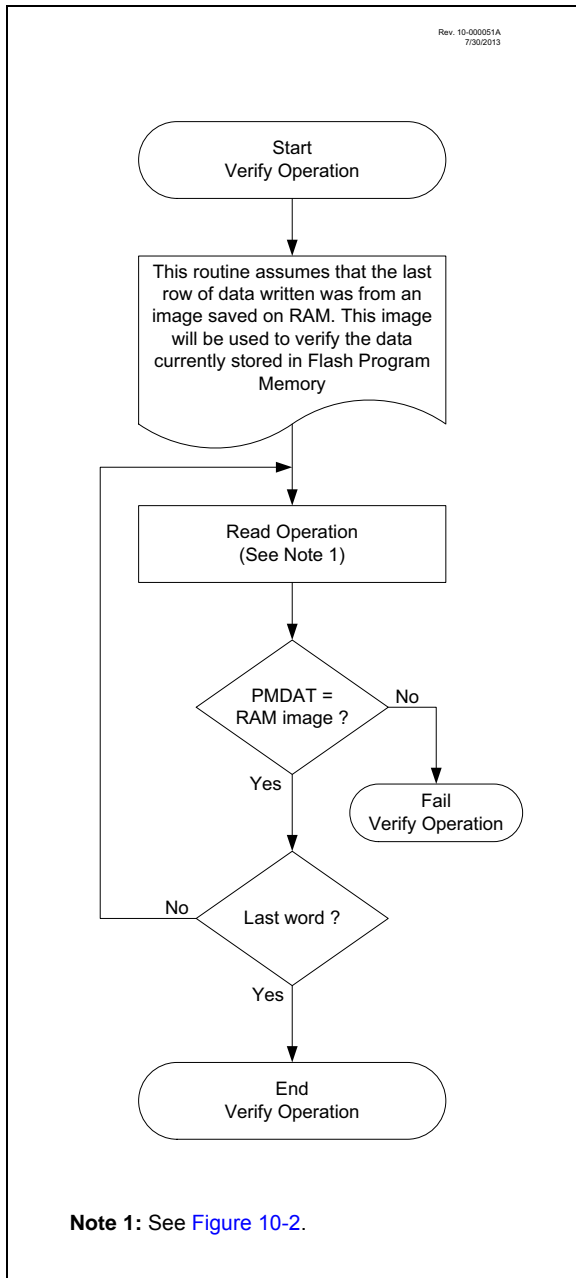 Rev. 10-000051A
7/30/2013
Start
Verify Operation
This routine assumes that the last
row of data written was from an
image saved on RAM. This image
will be used to verify the data
currently stored in Flash Program
Memory
Read Operation
(See Note 1)
PMDAT =
RAM image ?
No
Yes
Fail
Verify Operation
No
Last word ?
Yes
End
Verify Operation
Note 1: See Figure 10-2.